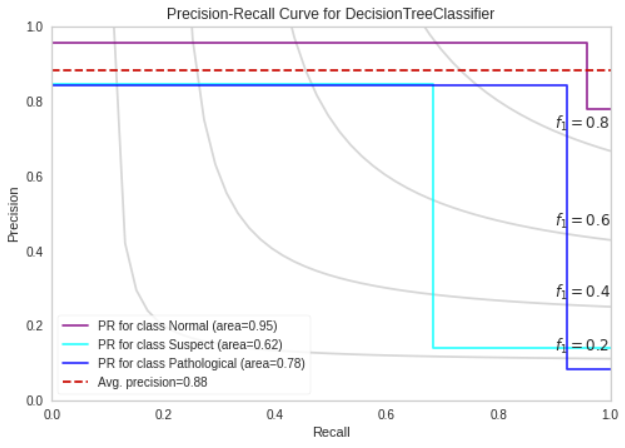 Precision-Recall Curve for DecisionTreeClassifier
1.0
0.8
0.6
0.4
0.2
0.0
Precision
f1 = 0.8
f1 = 0.6
f1 = 0.4
f1 = 0.2
PR for class Normal (area=0.95)
PR for class Suspect (area=0.62)
PR for class Pathological (area=0.78)
Avg. precision=0.88
0.0 0.2 0.4 0.6 0.8 1.0
Recall